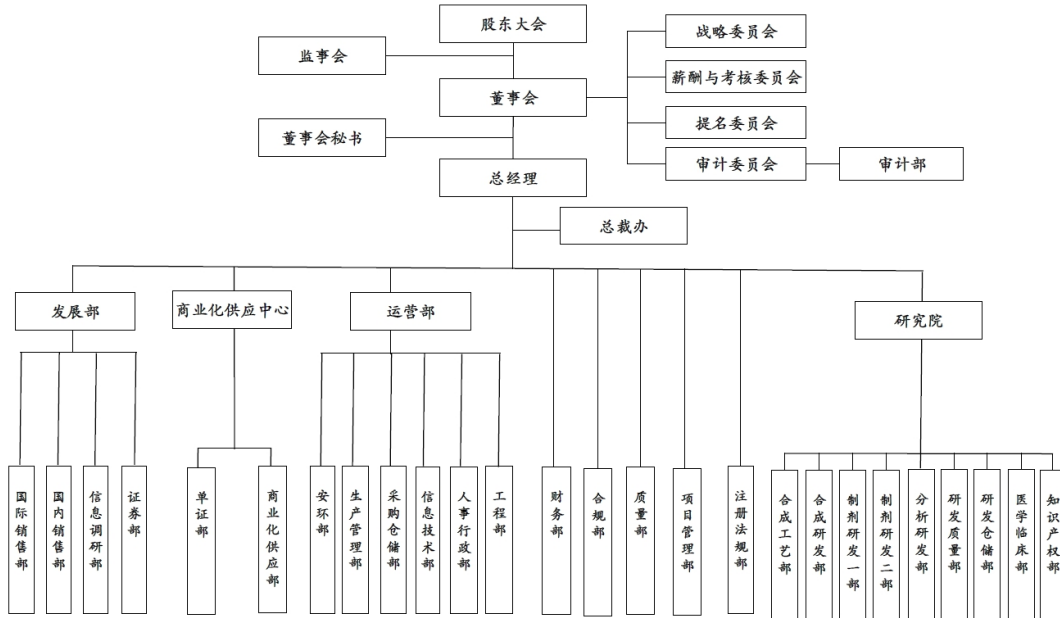 股东大会
监事会
战略委员会
薪酬与考核委员会
董事会
提名委员会
董事会秘书
审计委员会
审计部
总经理
总裁办
发展部
商业化供应中心
运营部
研究院
国际销售部
国内销售部
信息调研部
证券部
单证部
商业化供应部
安环部
生产管理部
采购仓储部
信息技术部
人事行政部
工程部
财务部
合规部
质量部
项目管理部
注册法规部
合成工艺部
合成研发部
制剂研发一部
制剂研发二部
分析研发部
研发质量部
研发仓储部
医学临床部
知识产权部